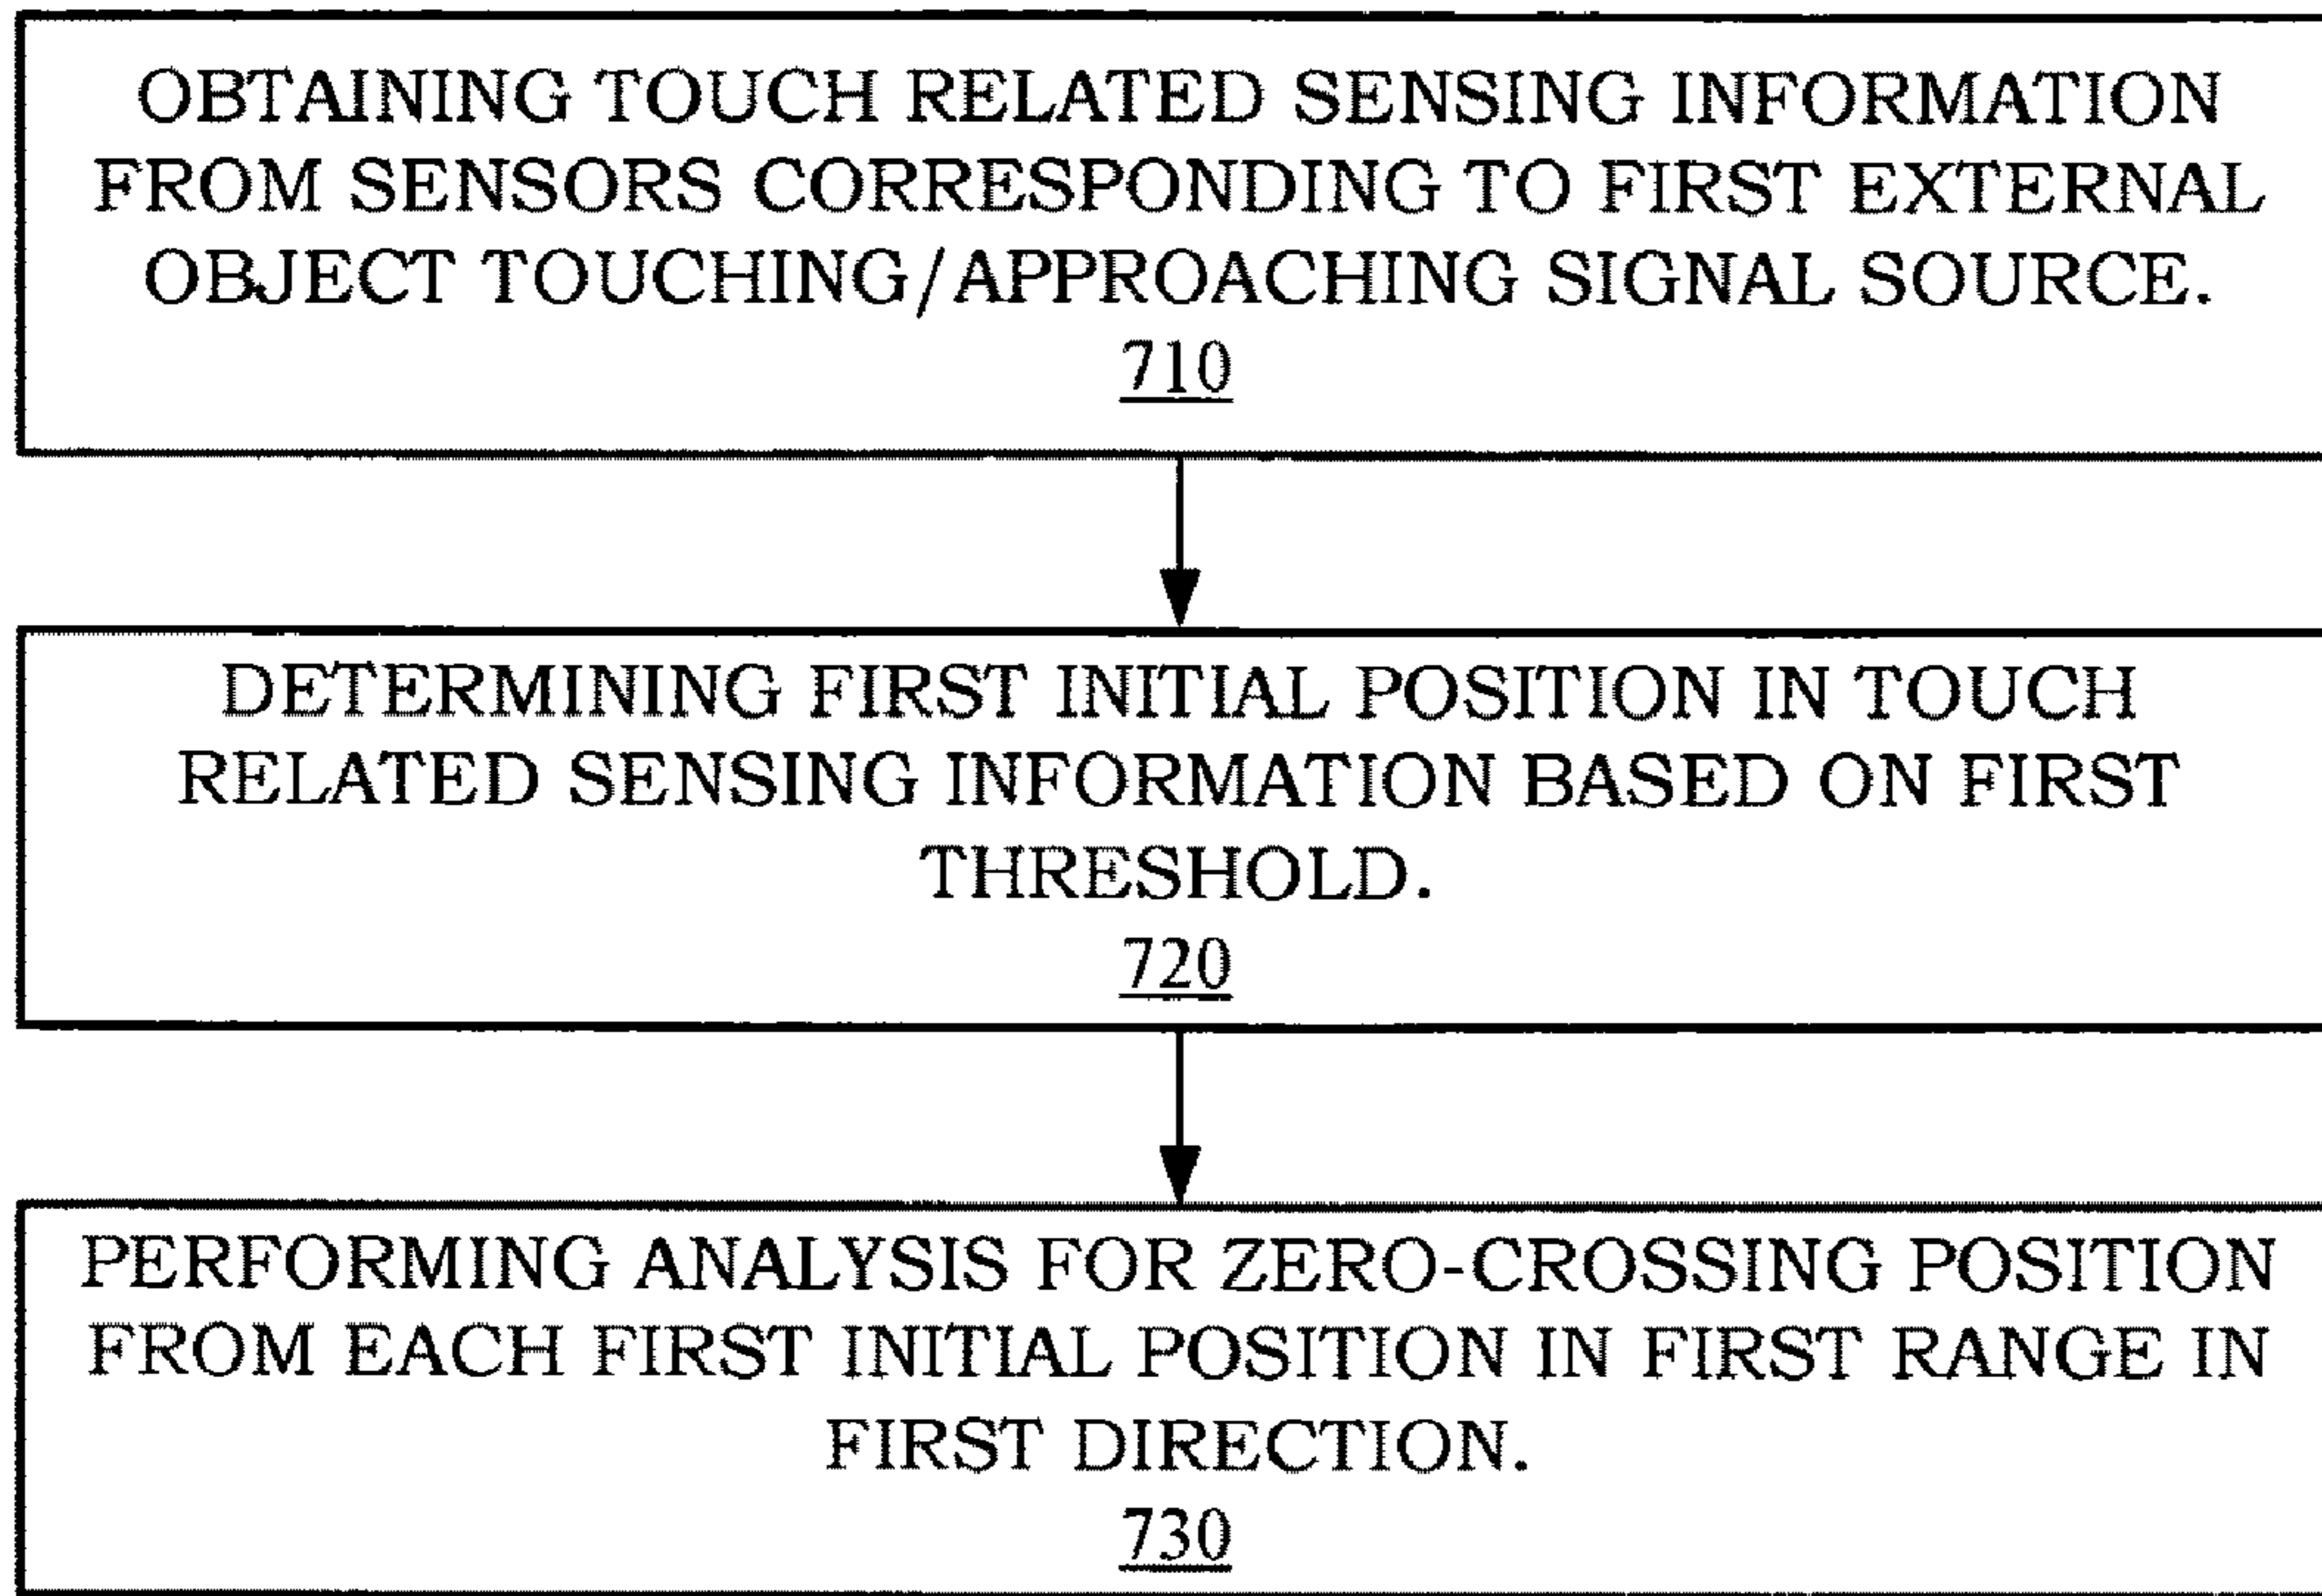 OBTAINING TOUCH RELATED SENSING INFORMATION
FROM SENSORS CORRESPONDING TO FIRST EXTERNAL
OBJECT TOUCHING/APPROACHING SIGNAL SOURCE.
710
DETERMINING FIRST INITIAL POSITION IN TOUCH
RELATED SENSING INFORMATION BASED ON FIRST
THRESHOLD.
720
PERFORMING ANALYSIS FOR ZERO-CROSSING POSITION
FROM EACH FIRST INITIAL POSITION IN FIRST RANGE IN
FIRST DIRECTION.
730